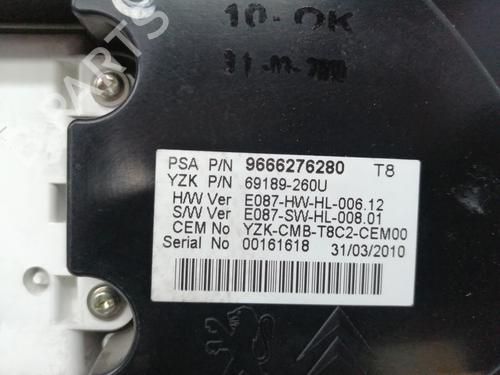 10-OK
PSA P/N 9666276280 T8
YZK P/N 69189-260U
H/W Ver E087-HW-HL-006.12
S/W Ver E087-SW-HL-008.01
CEM No YZK-CMB-T8C2-CEM00
Serial No 00161618 31/03/2010